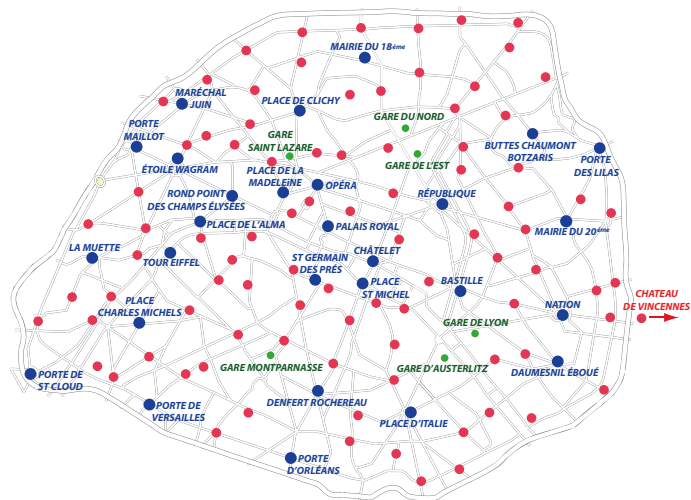 MAIRIE DU 18ème
MARÉCHAL
JUIN
PLACE DE CLICHY
GARE DU NORD
PORTE
MAILLOT
GARE
SAINT LAZARE
BUTTES CHAUMONT
BOTZARIS
GARE DE L'EST
PORTE
DES LILAS
ÉTOILE WAGRAM
PLACE DE LA
MADELEINE
OPÉRA
ROND POINT
DES CHAMPS ÉLYSÉES
RÉPUBLIQUE
PLACE DE L'ALMA
PALAIS ROYAL
MAIRIE DU 20ème
LA MUETTE
TOUR EIFFEL
CHÂTELET
ST GERMAIN
DES PRÉS
PLACE
ST MICHEL
BASTILLE
CHATEAU
DE VINCENNES
PLACE
CHARLES MICHELS
NATION
GARE DE LYON
GARE MONTPARNASSE
GARE D'AUSTERLITZ
DAUMESNIL ÉBOUÉ
PORTE DE
ST CLOUD
PORTE DE
VERSAILLES
DENFERT ROCHEREAU
PLACE D'ITALIE
PORTE
D'ORLÉANS